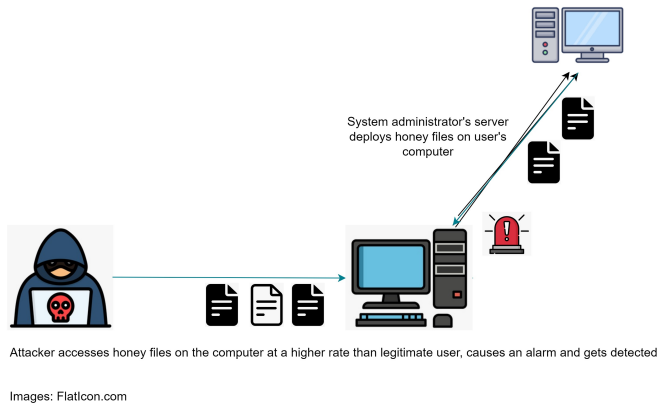 System administrator's server
deploys honey files on user's
computer
Attacker accesses honey files on the computer at a higher rate than legitimate user, causes an alarm and gets detected
Images: FlatIcon.com